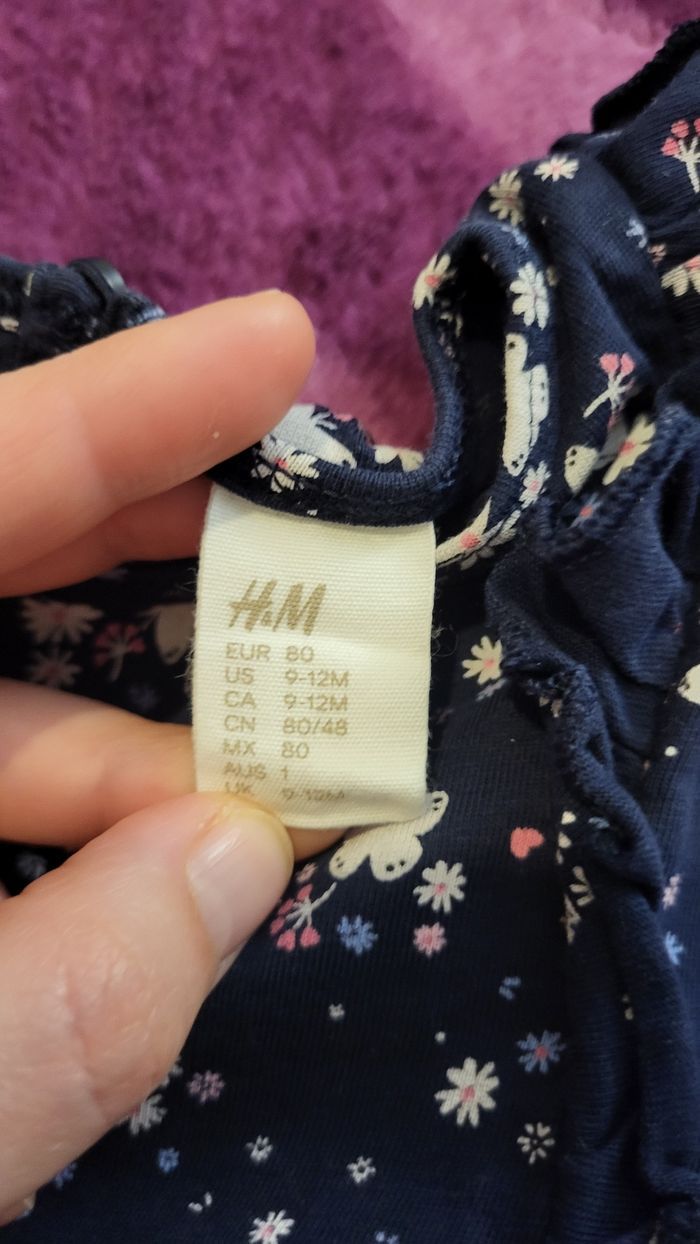 H&M
EUR 80
US 9-12M
CA 9-12M
CN 80/48
MX 80
AUS 1
UK 9-12M